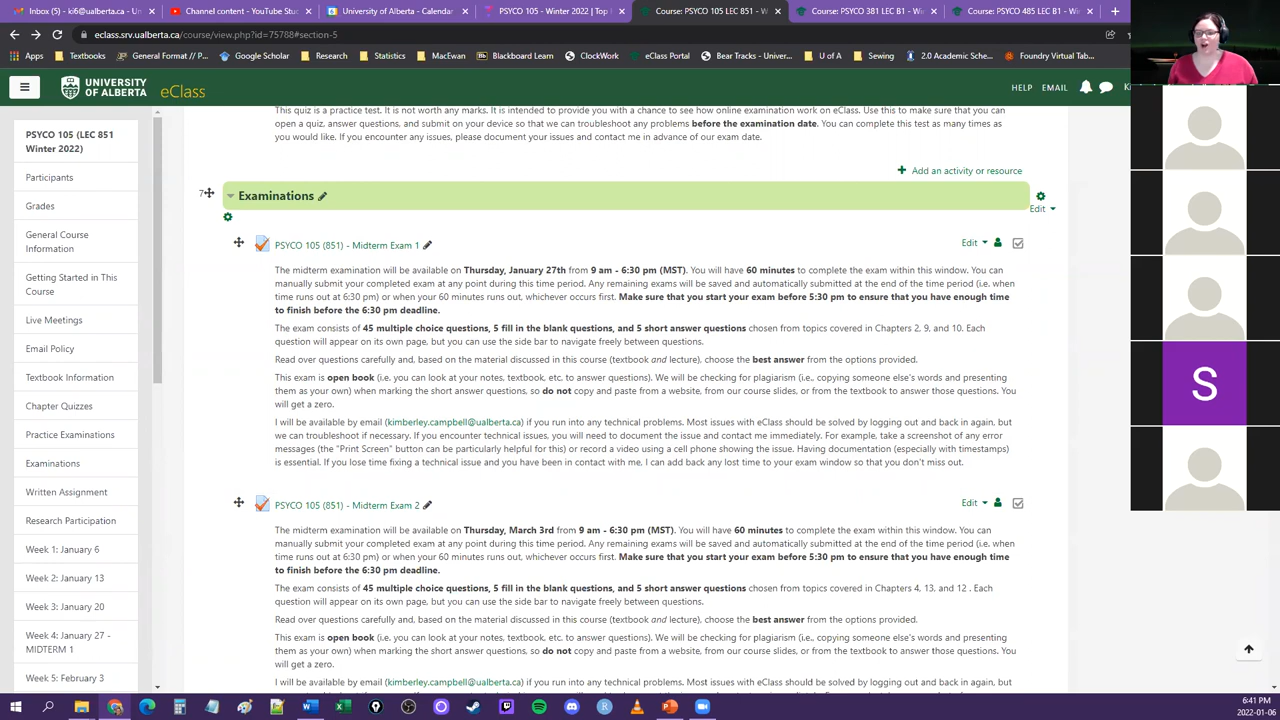 ki6@ualberta.ca - Un
Channel content - YouTube Stu
University of Alberta - Calendar
PSYCO 105 - Winter 2022 | Top
Course: PSYCO 105 LEC 851 - W
Course: PSYCO 381 LEC B1 - Wi
Course: PSYCO 485 LEC B1 - Win
eclass.srv.ualberta.ca/course/view.php?id=75788#section-5
Apps
Textbooks
General Format // P...
Google Scholar
Research
Statistics
MacEwan
Blackboard Learn
ClockWork
eClass Portal
Bear Tracks - Univer...
U of A
Sewing
2.0 Academic Sche...
Foundry Virtual Tab...
UNIVERSITY
OF ALBERTA
eClass
HELP
EMAIL
PSYCO 105 (LEC 851
Winter 2022)
Participants
Grades
General Course
Information
Getting Started in This
Course
Live Meetings
Email Policy
Textbook Information
Chapter Quizzes
Practice Examinations
Examinations
Written Assignment
Research Participation
Week 1: January 6
Week 2: January 13
Week 3: January 20
Week 4: January 27 -
MIDTERM 1
Week 5: February 3
This quiz is a practice test. It is not worth any marks. It is intended to provide you with a chance to see how online examination work on eClass. Use this to make sure that you can
open a quiz, answer questions, and submit on your device so that we can troubleshoot any problems before the examination date. You can complete this test as many times as
you would like. If you encounter any issues, please document your issues and contact me in advance of our exam date.
Add an activity or resource
7
Examinations
Edit
PSYCO 105 (851) - Midterm Exam 1
Edit
The midterm examination will be available on Thursday, January 27th from 9 am - 6:30 pm (MST). You will have 60 minutes to complete the exam within this window. You can
manually submit your completed exam at any point during this time period. Any remaining exams will be saved and automatically submitted at the end of the time period (i.e. when
time runs out at 6:30 pm) or when your 60 minutes runs out, whichever occurs first. Make sure that you start your exam before 5:30 pm to ensure that you have enough time
to finish before the 6:30 pm deadline.
The exam consists of 45 multiple choice questions, 5 fill in the blank questions, and 5 short answer questions chosen from topics covered in Chapters 2, 9, and 10. Each
question will appear on its own page, but you can use the side bar to navigate freely between questions.
Read over questions carefully and, based on the material discussed in this course (textbook and lecture), choose the best answer from the options provided.
This exam is open book (i.e. you can look at your notes, textbook, etc. to answer questions). We will be checking for plagiarism (i.e., copying someone else's words and presenting
them as your own) when marking the short answer questions, so do not copy and paste from a website, from our course slides, or from the textbook to answer those questions. You
will get a zero.
I will be available by email (kimberley.campbell@ualberta.ca) if you run into any technical problems. Most issues with eClass should be solved by logging out and back in again, but
we can troubleshoot if necessary. If you encounter technical issues, you will need to document the issue and contact me immediately. For example, take a screenshot of any error
messages (the "Print Screen" button can be particularly helpful for this) or record a video using a cell phone showing the issue. Having documentation (especially with timestamps)
is essential. If you lose time fixing a technical issue and you have been in contact with me, I can add back any lost time to your exam window so that you don't miss out.
PSYCO 105 (851) - Midterm Exam 2
Edit
The midterm examination will be available on Thursday, March 3rd from 9 am - 6:30 pm (MST). You will have 60 minutes to complete the exam within this window. You can
manually submit your completed exam at any point during this time period. Any remaining exams will be saved and automatically submitted at the end of the time period (i.e. when
time runs out at 6:30 pm) or when your 60 minutes runs out, whichever occurs first. Make sure that you start your exam before 5:30 pm to ensure that you have enough time
to finish before the 6:30 pm deadline.
The exam consists of 45 multiple choice questions, 5 fill in the blank questions, and 5 short answer questions chosen from topics covered in Chapters 4, 13, and 12 . Each
question will appear on its own page, but you can use the side bar to navigate freely between questions.
Read over questions carefully and, based on the material discussed in this course (textbook and lecture), choose the best answer from the options provided.
This exam is open book (i.e. you can look at your notes, textbook, etc. to answer questions). We will be checking for plagiarism (i.e., copying someone else's words and presenting
them as your own) when marking the short answer questions, so do not copy and paste from a website, from our course slides, or from the textbook to answer those questions. You
will get a zero.
I will be available by email (kimberley.campbell@ualberta.ca) if you run into any technical problems. Most issues with eClass should be solved by logging out and back in again, but
S
6:41 PM
2022-01-06